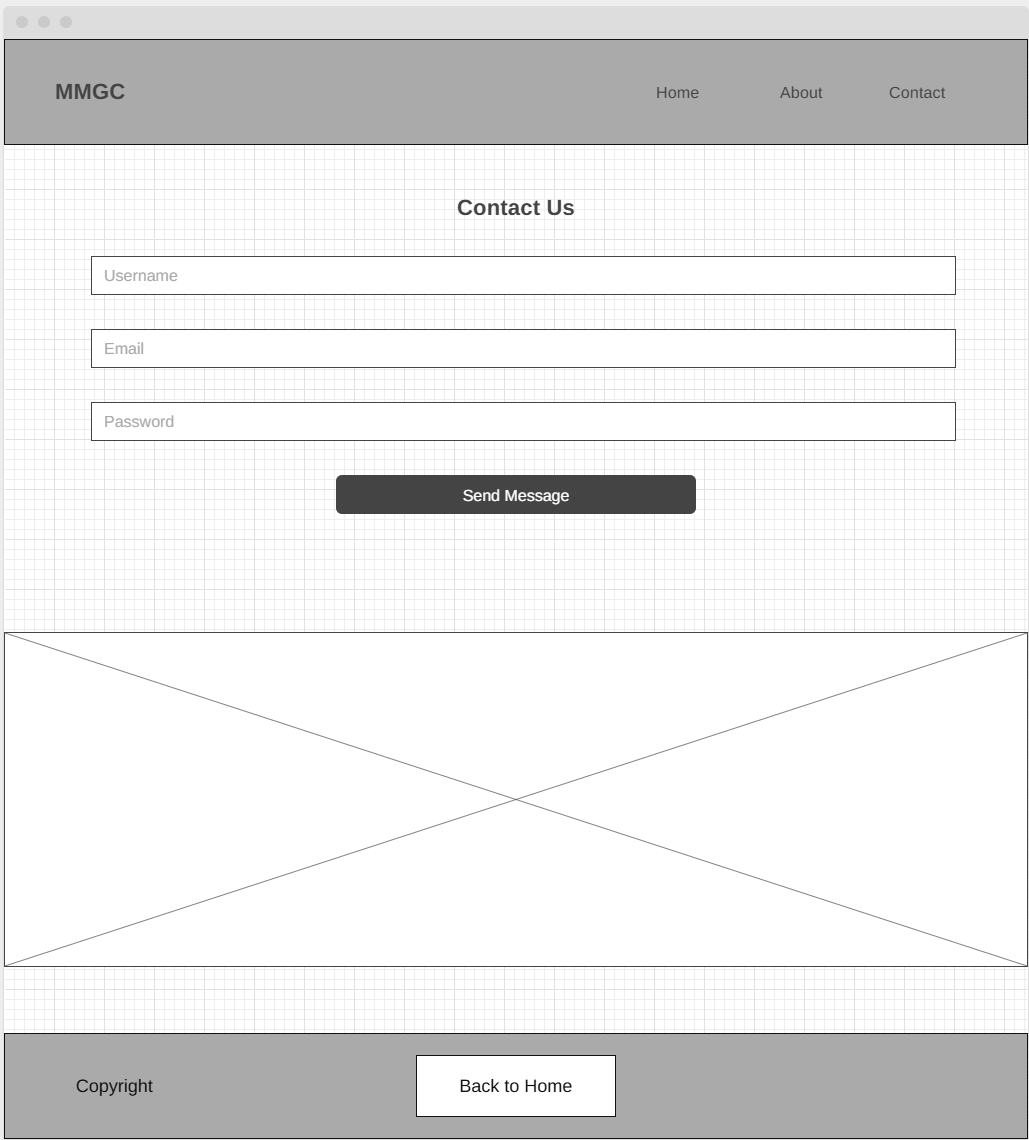 MMGC
Home About Contact
Contact Us
Username
Email
Password
Send Message
Copyright
Back to Home